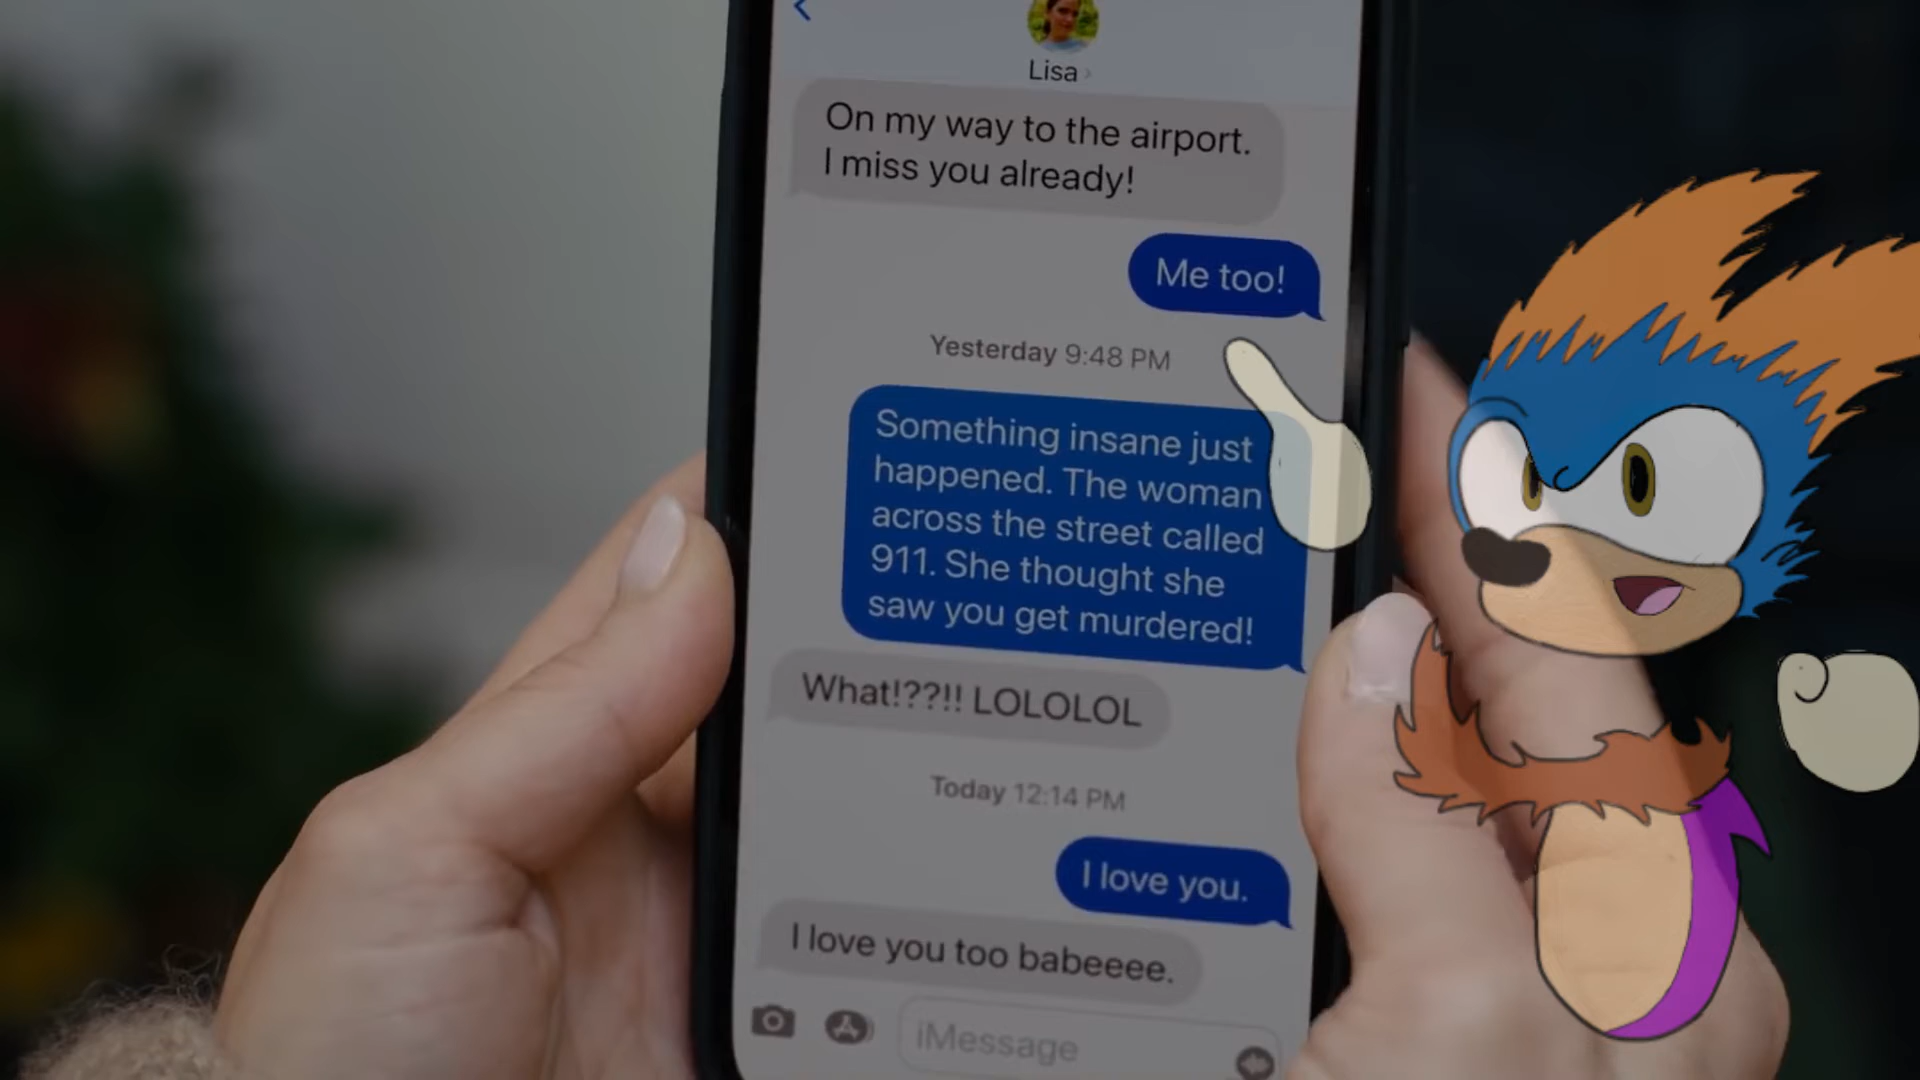 Lisa
On my way to the airport.
I miss you already!
Me too!
Yesterday 9:48 PM
Something insane just
happened. The woman
across the street called
911. She thought she
saw you get murdered!
What!??!! LOLOLOL
Today 12:14 PM
I love you.
I love you too babeeee.
iMessage